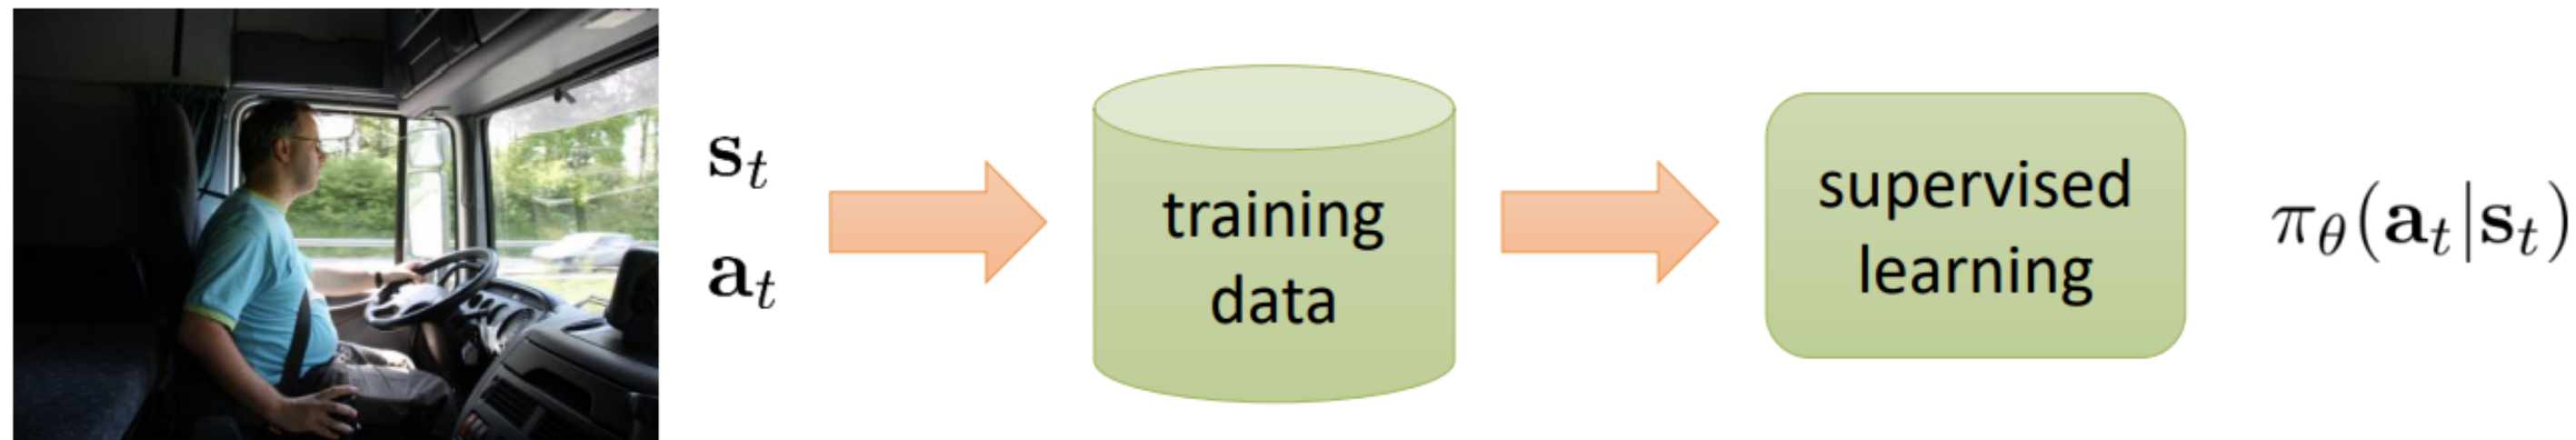 s_t
a_t
training
data
supervised
learning
π_θ(a_t|s_t)